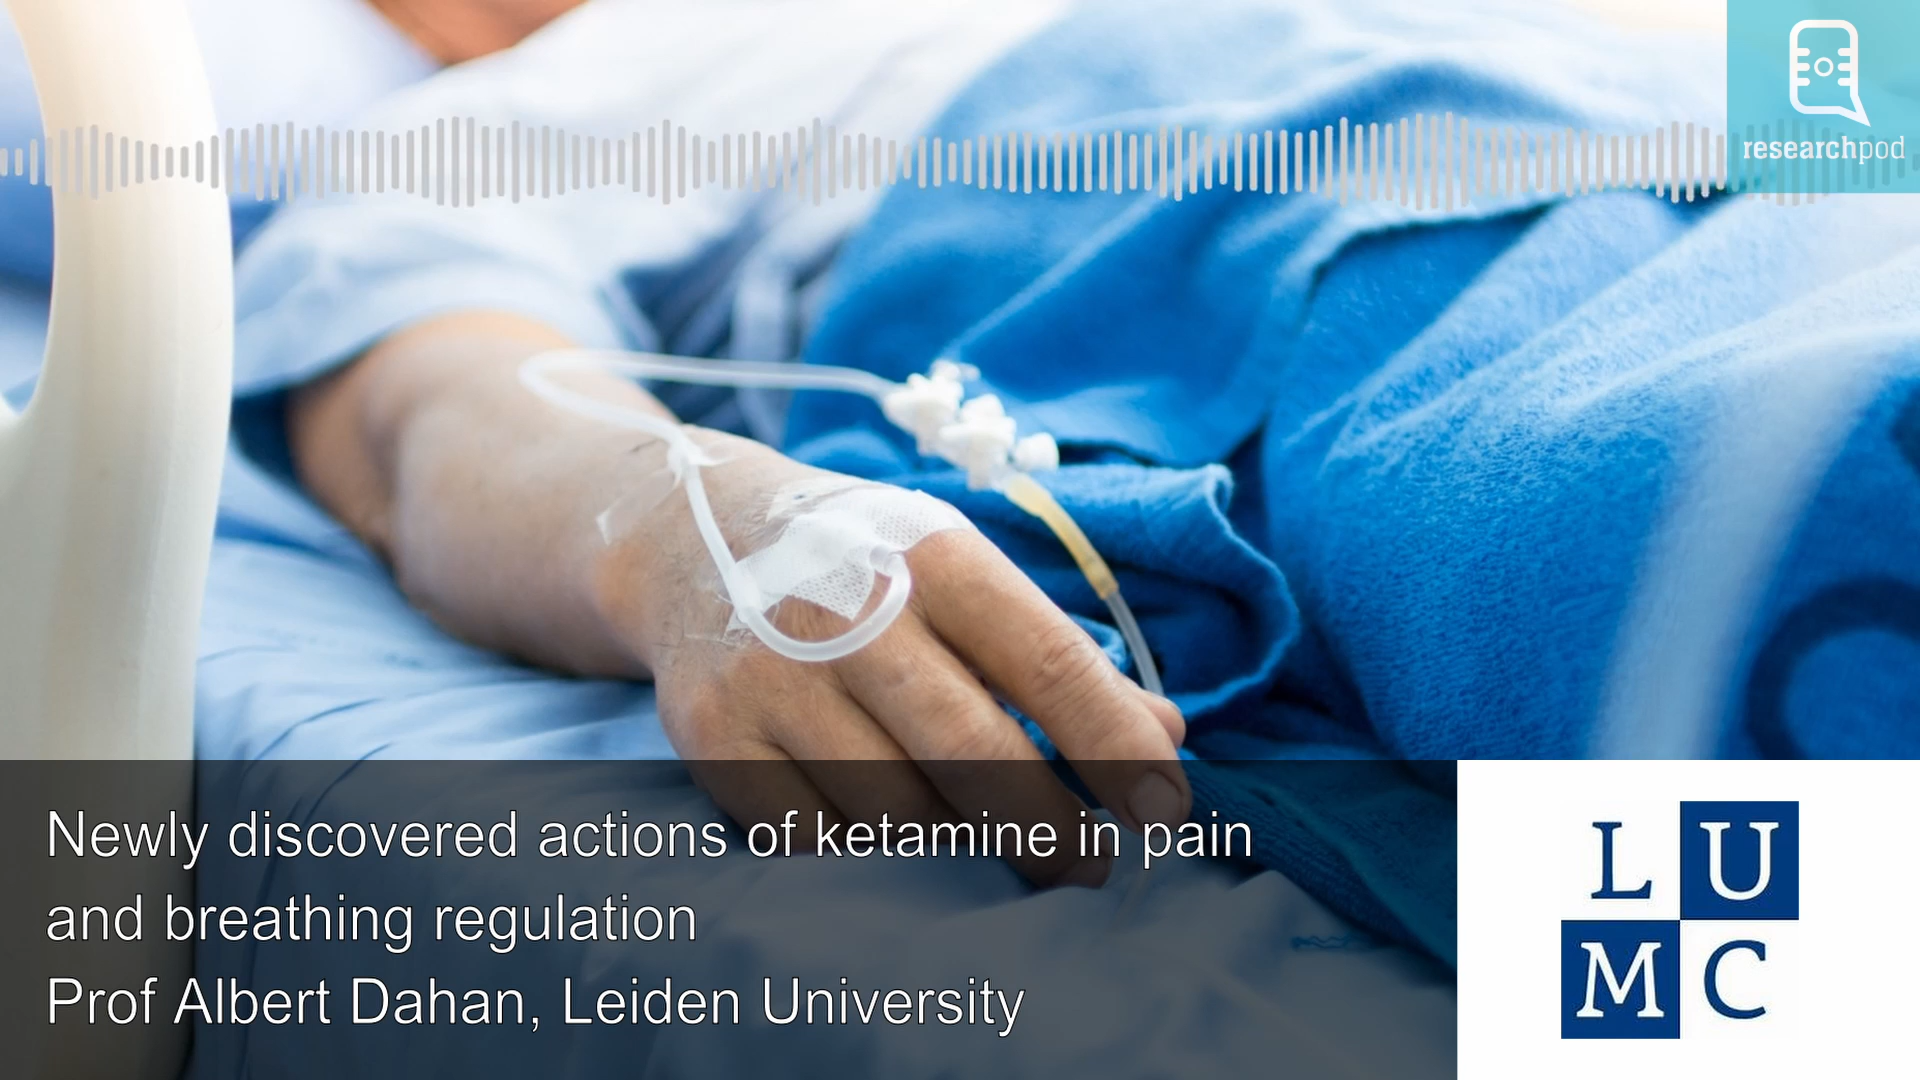 researchpod
Newly discovered actions of ketamine in pain
and breathing regulation
Prof Albert Dahan, Leiden University
L U
M C